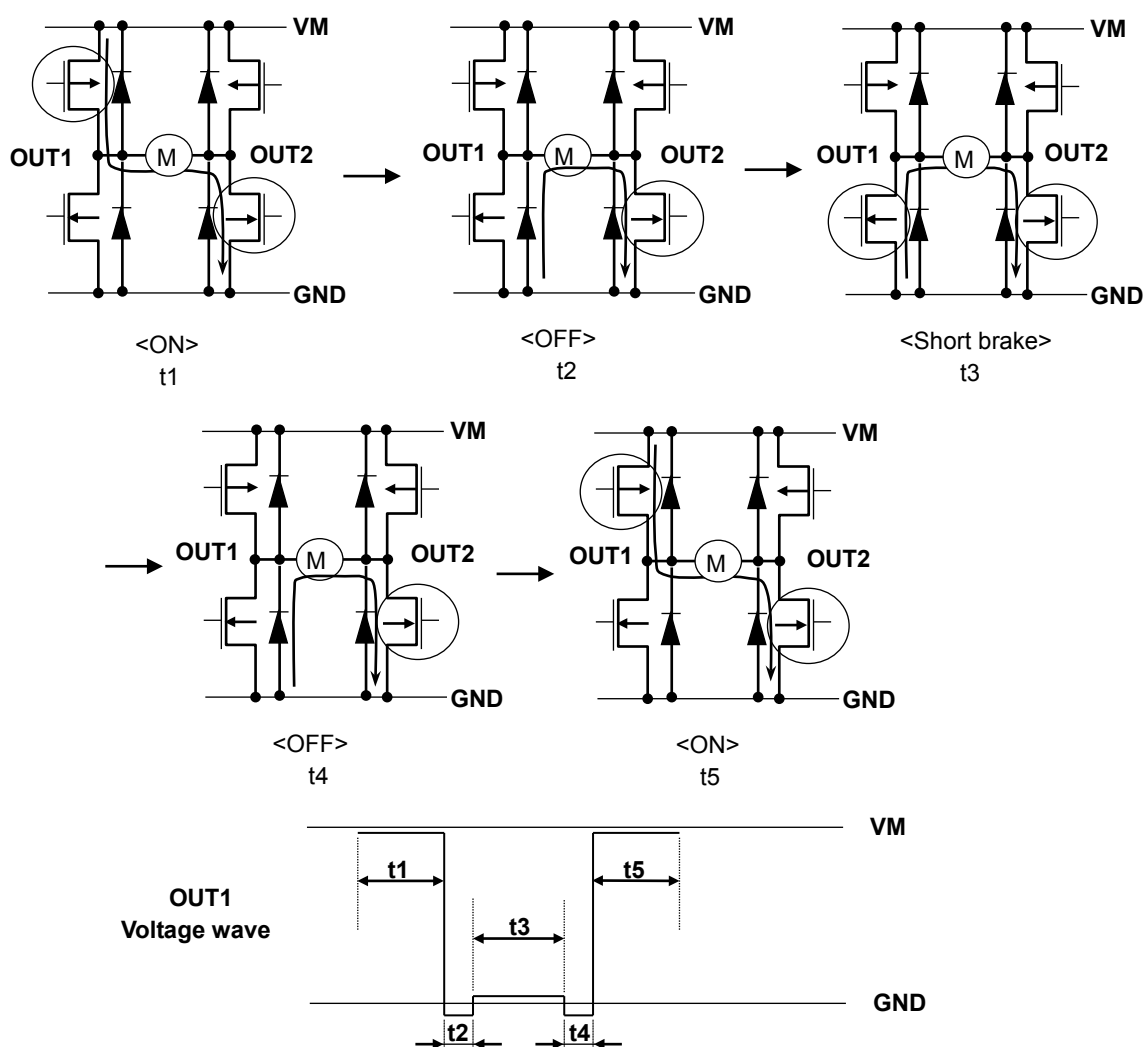 VM
VM
VM
M
M
M
OUT1
OUT2
OUT1
OUT2
OUT1
OUT2
GND
GND
GND
<ON>
<OFF>
<Short brake>
t1
t2
t3
VM
VM
OUT1
M
OUT2
OUT1
M
OUT2
GND
GND
<OFF>
<ON>
t4
t5
VM
t1
t5
OUT1
Voltage wave
t3
GND
t2
t4